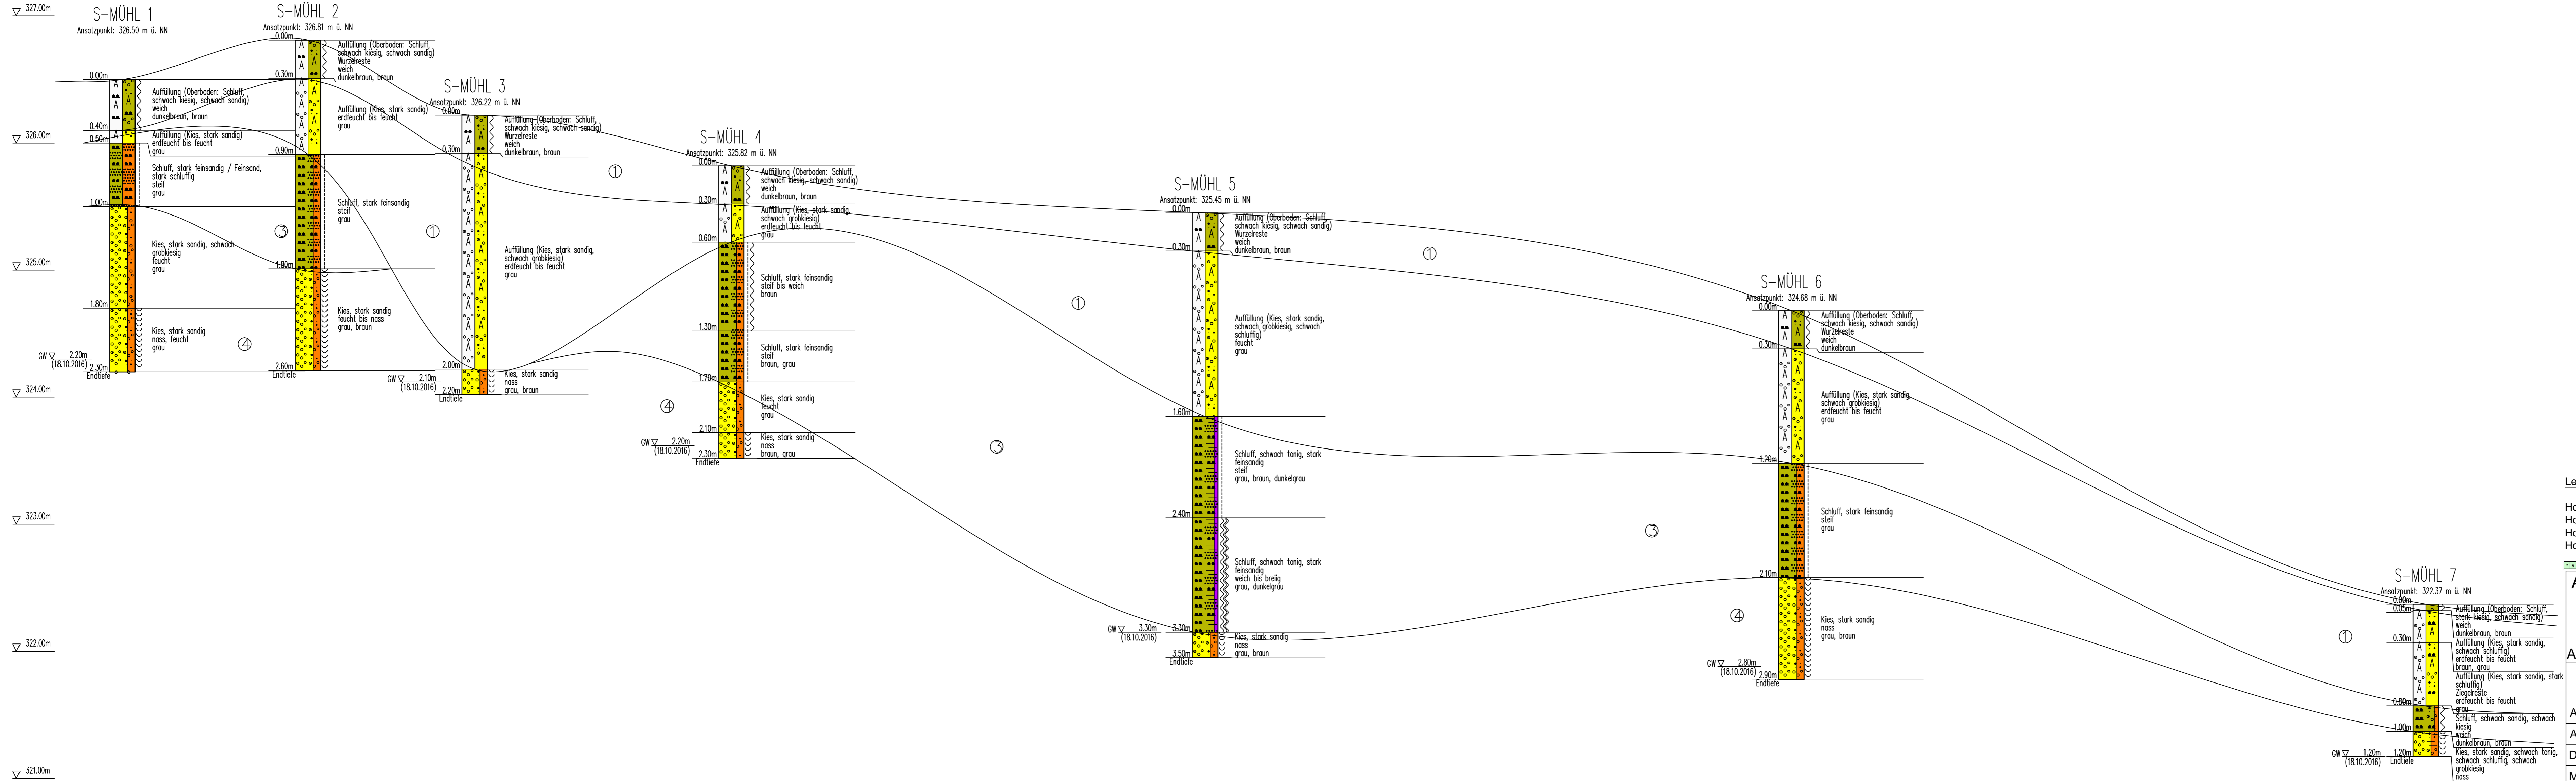 327.00m
326.00m
325.00m
324.00m
323.00m
322.00m
321.00m
S-MÜHL 1
Ansatzpunkt: 326.50 m ü. NN
0.00m
Auffüllung (Oberboden: Schluff,
schwach kiesig, schwach sandig)
weich
dunkelbraun, braun
0.40m
Auffüllung (Kies, stark sandig)
erdfeucht bis feucht
grau
0.50m
Schluff, stark feinsandig / Feinsand,
stark schluffig
steif
grau
1.00m
Kies, stark sandig, schwach
grobkiesig
feucht
grau
1.80m
Kies, stark sandig
nass, feucht
grau
GW 2.20m
(18.10.2016)
2.30m
Endtiefe
S-MÜHL 2
Ansatzpunkt: 326.81 m ü. NN
0.00m
Auffüllung (Oberboden: Schluff,
schwach kiesig, schwach sandig)
Wurzelreste
weich
dunkelbraun, braun
0.30m
Auffüllung (Kies, stark sandig)
erdfeucht bis feucht
grau
0.90m
Schluff, stark feinsandig
steif
grau
1.80m
Kies, stark sandig
feucht bis nass
grau, braun
2.60m
Endtiefe
3
4
1
S-MÜHL 3
Ansatzpunkt: 326.22 m ü. NN
0.00m
Auffüllung (Oberboden: Schluff,
schwach kiesig, schwach sandig)
Wurzelreste
weich
dunkelbraun, braun
0.30m
Auffüllung (Kies, stark sandig,
schwach grobkiesig)
erdfeucht bis feucht
grau
2.00m
Kies, stark sandig
nass
grau, braun
GW 2.10m
(18.10.2016)
2.20m
Endtiefe
1
4
S-MÜHL 4
Ansatzpunkt: 325.82 m ü. NN
0.00m
Auffüllung (Oberboden: Schluff,
schwach kiesig, schwach sandig)
weich
dunkelbraun, braun
0.30m
Auffüllung (Kies, stark sandig,
schwach grobkiesig)
erdfeucht bis feucht
grau
0.60m
Schluff, stark feinsandig
steif bis weich
braun
1.30m
Schluff, stark feinsandig
steif
braun, grau
1.70m
Kies, stark sandig
feucht
grau
2.10m
Kies, stark sandig
nass
braun, grau
GW 2.20m
(18.10.2016)
2.30m
Endtiefe
1
3
S-MÜHL 5
Ansatzpunkt: 325.45 m ü. NN
0.00m
Auffüllung (Oberboden: Schluff,
schwach kiesig, schwach sandig)
Wurzelreste
weich
dunkelbraun, braun
0.30m
Auffüllung (Kies, stark sandig,
schwach grobkiesig, schwach
schluffig)
feucht
grau
1.60m
Schluff, schwach tonig, stark
feinsandig
steif
grau, braun, dunkelgrau
2.40m
Schluff, schwach tonig, stark
feinsandig
weich bis breiig
grau, dunkelgrau
GW 3.30m
(18.10.2016)
3.30m
Kies, stark sandig
nass
grau, braun
3.50m
Endtiefe
1
3
4
S-MÜHL 6
Ansatzpunkt: 324.68 m ü. NN
0.00m
Auffüllung (Oberboden: Schluff,
schwach kiesig, schwach sandig)
Wurzelreste
weich
dunkelbraun
0.30m
Auffüllung (Kies, stark sandig,
schwach grobkiesig)
erdfeucht bis feucht
grau
1.20m
Schluff, stark feinsandig
steif
grau
2.10m
Kies, stark sandig
nass
grau, braun
GW 2.80m
(18.10.2016)
2.90m
Endtiefe
1
S-MÜHL 7
Ansatzpunkt: 322.37 m ü. NN
0.00m
0.05m
Auffüllung (Oberboden: Schluff,
stark kiesig, schwach sandig)
weich
dunkelbraun, braun
0.30m
Auffüllung (Kies, stark sandig,
schwach schluffig)
erdfeucht bis feucht
braun, grau
Auffüllung (Kies, stark sandig, stark
schluffig)
Ziegelreste
erdfeucht bis feucht
grau
0.80m
Schluff, schwach sandig, schwach
kiesig
weich
dunkelbraun, braun
1.00m
Kies, stark sandig, schwach tonig,
schwach schluffig, schwach
grobkiesig
nass
GW 1.20m
(18.10.2016)
1.20m
Endtiefe
Le
Ho
Ho
Ho
Ho
A
A
A
D
M